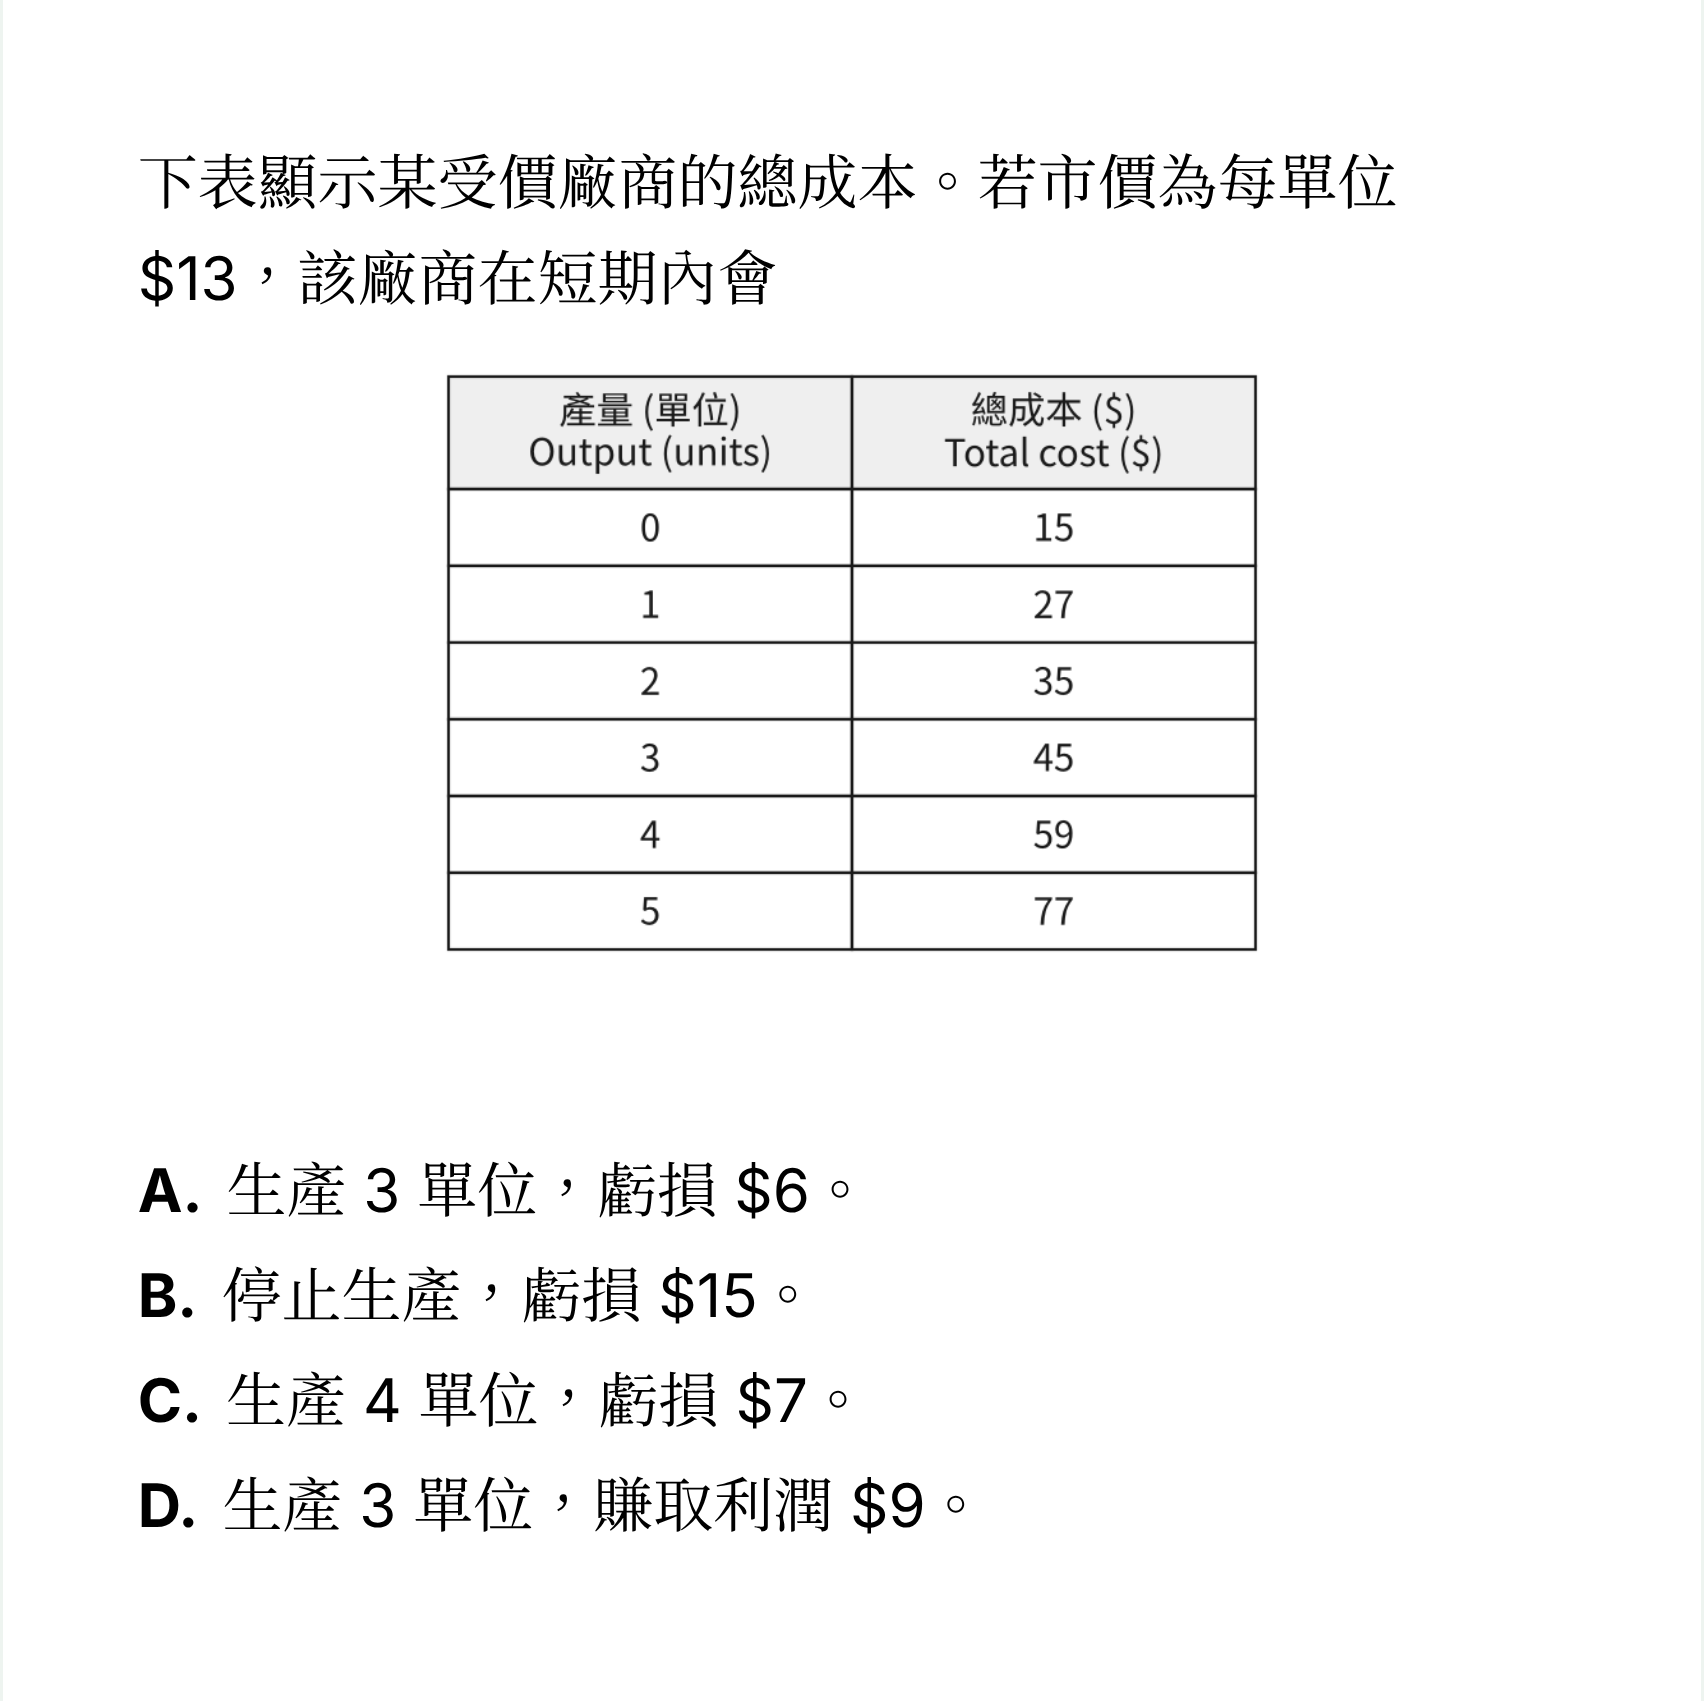 下表顯示某受價廠商的總成本。若市價為每單位
$13，該廠商在短期內會
產量 (單位) 總成本 ($)
Output (units) Total cost ($)
0 15
1 27
2 35
3 45
4 59
5 77
A. 生產 3 單位，虧損 $6。
B. 停止生產，虧損 $15。
C. 生產 4 單位，虧損 $7。
D. 生產 3 單位，賺取利潤 $9。